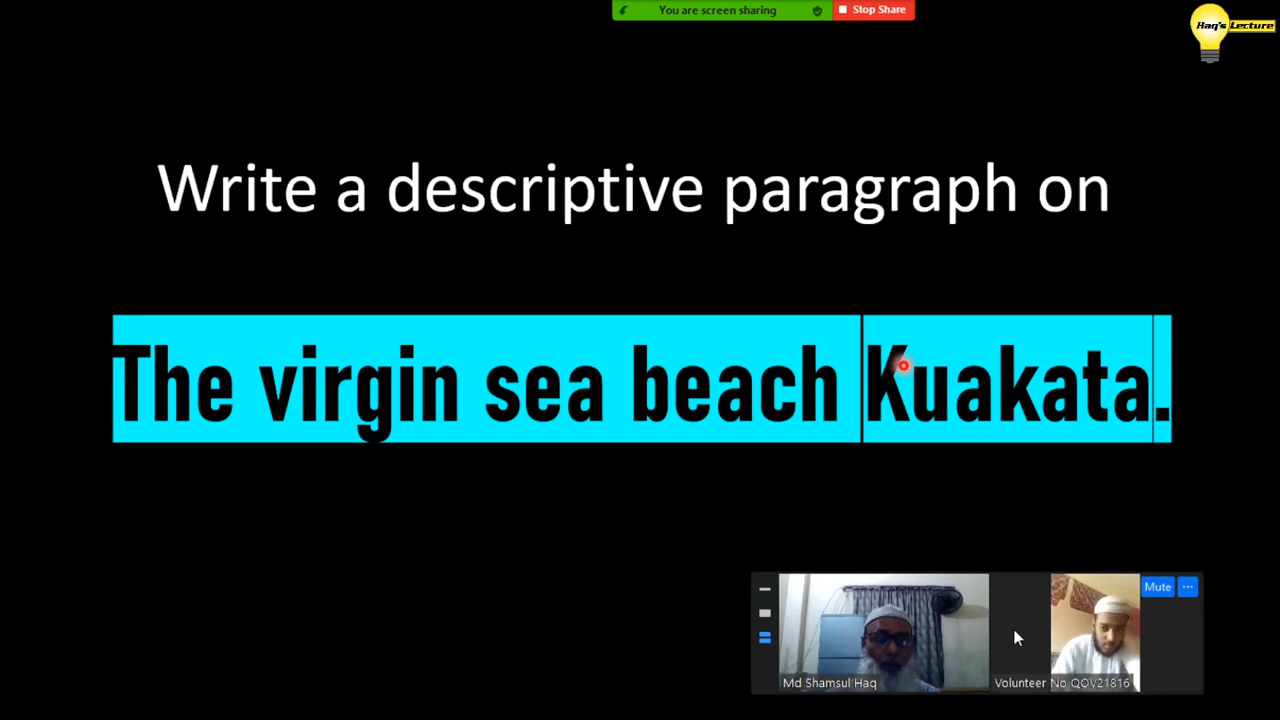 You are screen sharing
Stop Share
Haq's Lecture
Write a descriptive paragraph on
The virgin sea beach Kuakata.
Mute
...
Md Shamsul Haq
Volunteer No QOV21816